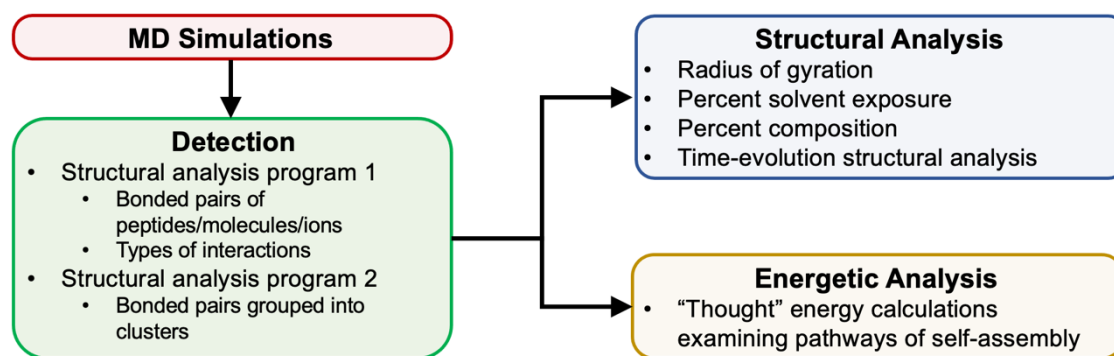 MD Simulations
Detection
• Structural analysis program 1
• Bonded pairs of
peptides/molecules/ions
• Types of interactions
• Structural analysis program 2
• Bonded pairs grouped into
clusters
Structural Analysis
• Radius of gyration
• Percent solvent exposure
• Percent composition
• Time-evolution structural analysis
Energetic Analysis
• “Thought” energy calculations
examining pathways of self-assembly